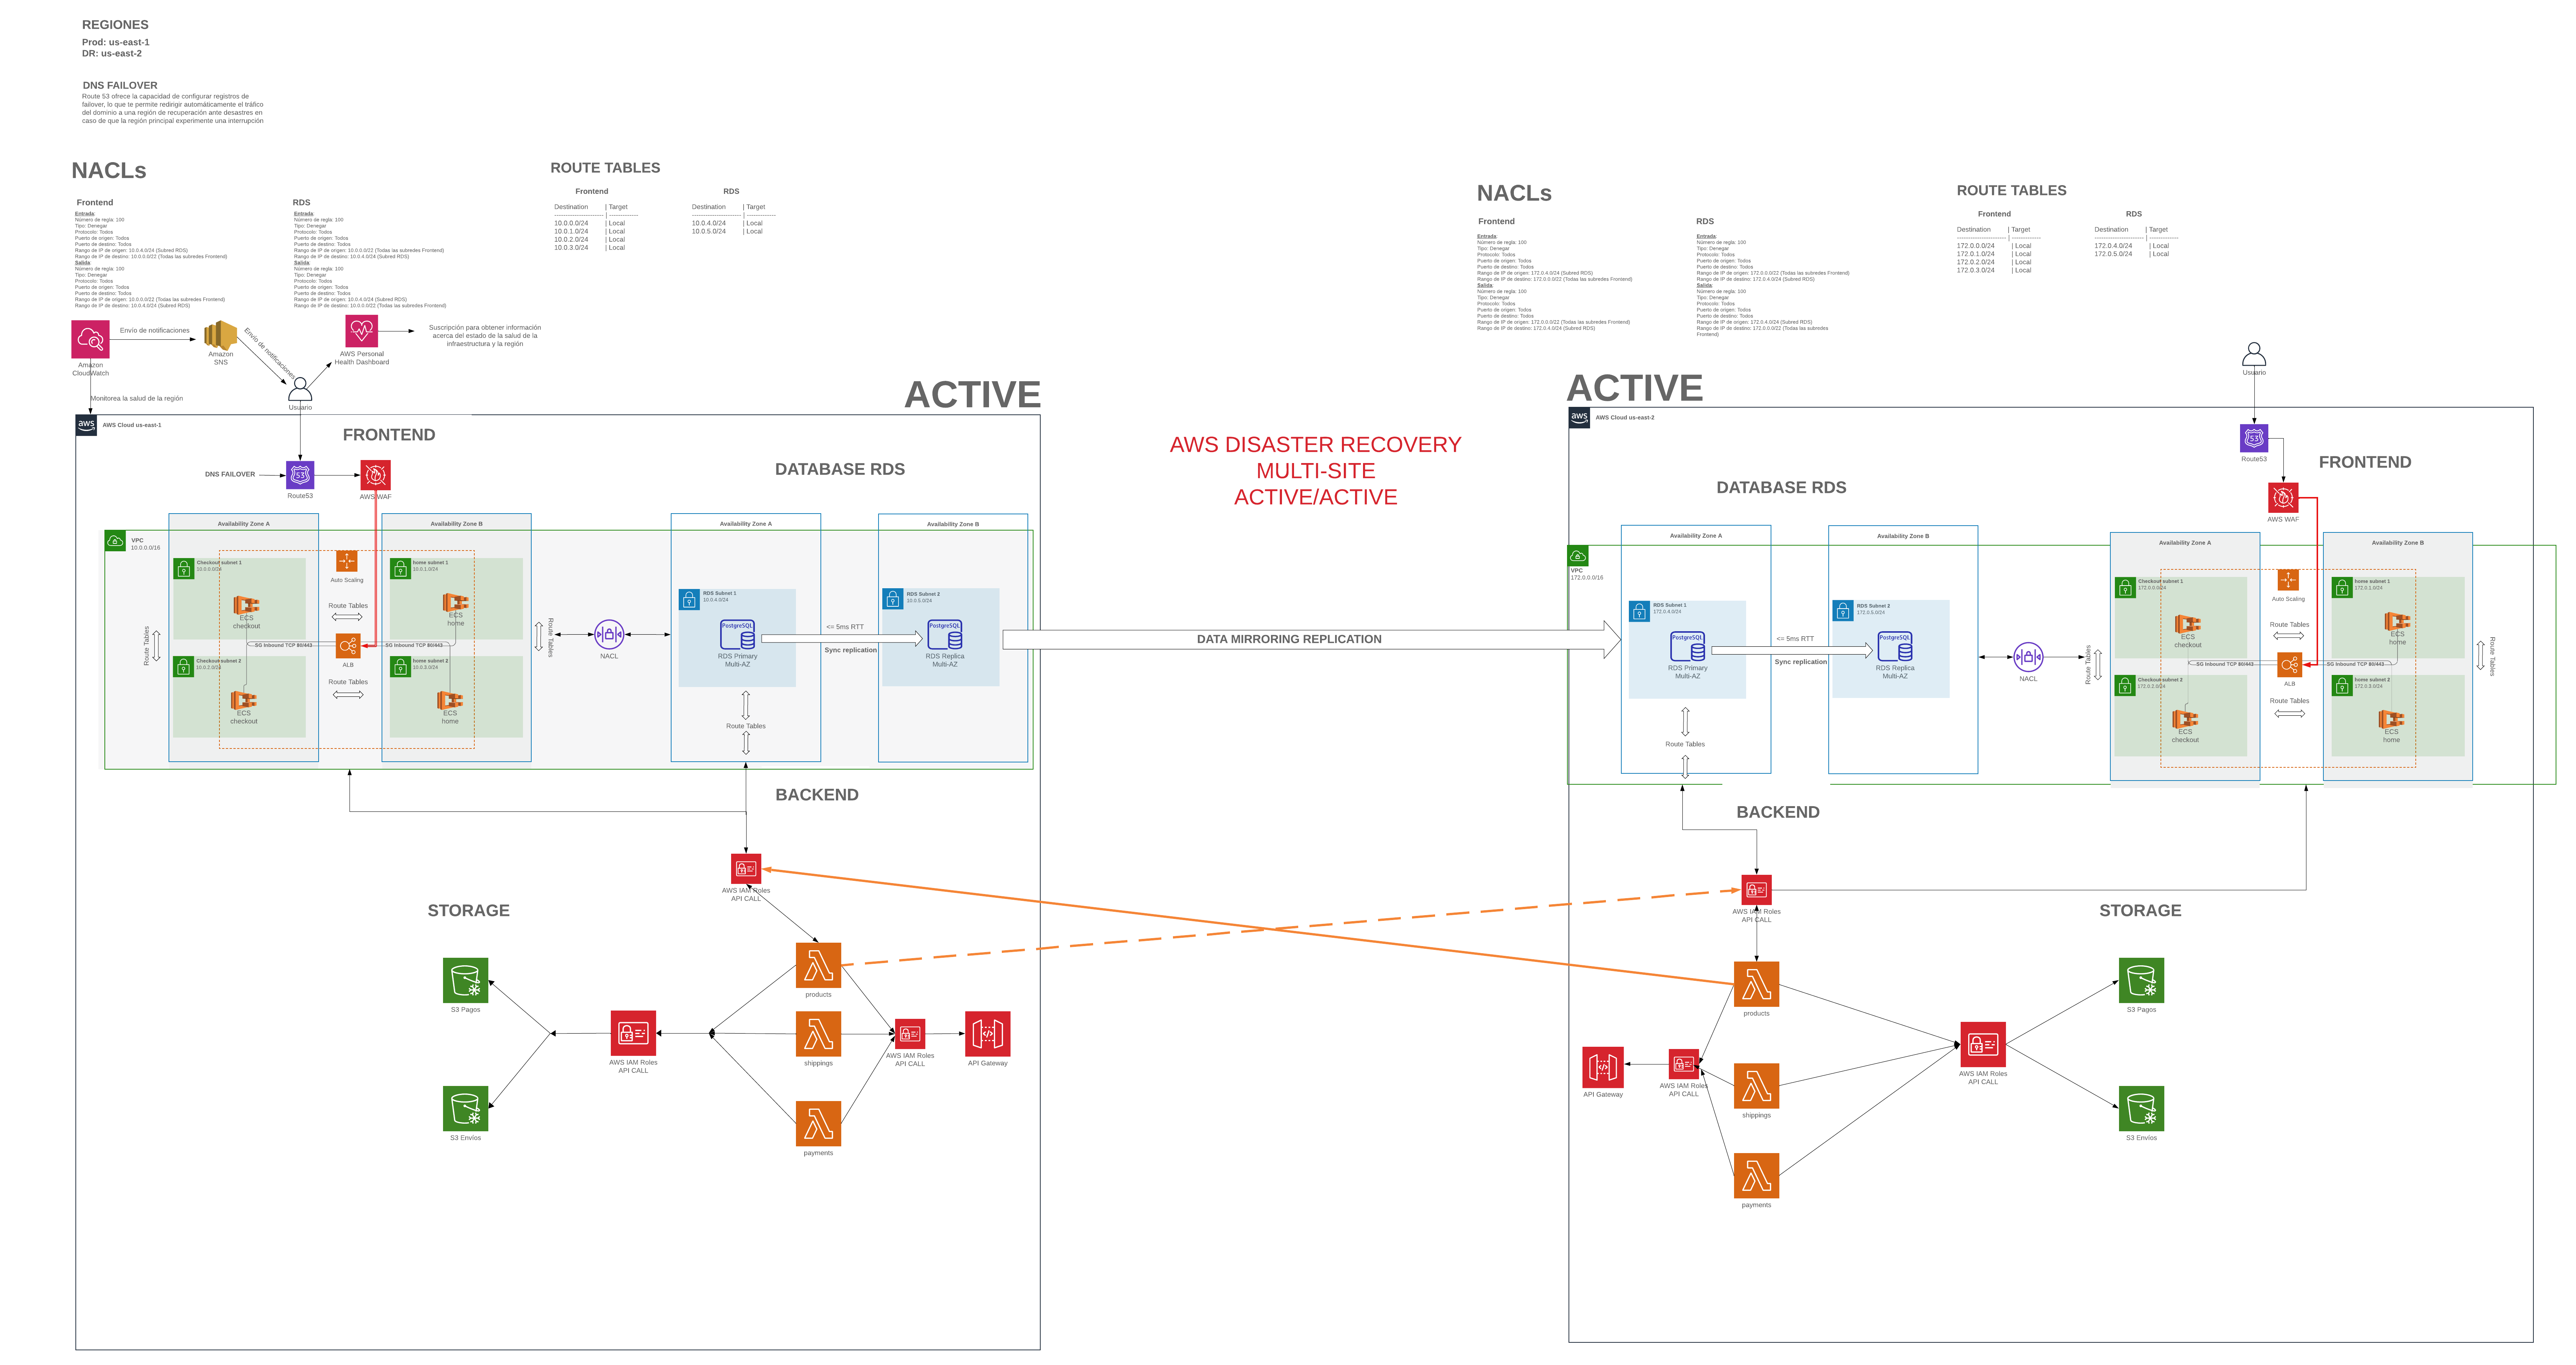 REGIONES
Prod: us-east-1
DR: us-east-2
DNS FAILOVER
Route 53 ofrece la capacidad de configurar registros de
failover, lo que te permite redirigir automáticamente el tráfico
del dominio a una región de recuperación ante desastres en
caso de que la región principal experimente una interrupción
NACLs
Frontend
Entrada:
Número de regla: 100
Tipo: Denegar
Protocolo: Todos
Puerto de origen: Todos
Puerto de destino: Todos
Rango de IP de origen: 10.0.4.0/24 (Subred RDS)
Rango de IP de destino: 10.0.0.0/22 (Todas las subredes Frontend)
Salida:
Número de regla: 100
Tipo: Denegar
Protocolo: Todos
Puerto de origen: Todos
Puerto de destino: Todos
Rango de IP de origen: 10.0.0.0/22 (Todas las subredes Frontend)
Rango de IP de destino: 10.0.4.0/24 (Subred RDS)
RDS
Entrada:
Número de regla: 100
Tipo: Denegar
Protocolo: Todos
Puerto de origen: Todos
Puerto de destino: Todos
Rango de IP de origen: 10.0.0.0/22 (Todas las subredes Frontend)
Rango de IP de destino: 10.0.4.0/24 (Subred RDS)
Salida:
Número de regla: 100
Tipo: Denegar
Protocolo: Todos
Puerto de origen: Todos
Puerto de destino: Todos
Rango de IP de origen: 10.0.4.0/24 (Subred RDS)
Rango de IP de destino: 10.0.0.0/22 (Todas las subredes Frontend)
ROUTE TABLES
Frontend
Destination | Target
---------------------- | -------------
10.0.0.0/24 | Local
10.0.1.0/24 | Local
10.0.2.0/24 | Local
10.0.3.0/24 | Local
RDS
Destination | Target
---------------------- | -------------
10.0.4.0/24 | Local
10.0.5.0/24 | Local
Amazon
CloudWatch
Envío de notificaciones
Amazon
SNS
Envío de notificaciones
AWS Personal
Health Dashboard
Suscripción para obtener información
acerca del estado de la salud de la
infraestructura y la región
Monitorea la salud de la región
Usuario
ACTIVE
aws
AWS Cloud us-east-1
FRONTEND
DATABASE RDS
DNS FAILOVER
53
Route53
AWS WAF
VPC
10.0.0.0/16
Availability Zone A
Availability Zone B
Availability Zone A
Availability Zone B
Checkout subnet 1
10.0.0.0/24
ECS
checkout
Checkout subnet 2
10.0.2.0/24
ECS
checkout
Auto Scaling
Route Tables
Route Tables
SG Inbound TCP 80/443
ALB
SG Inbound TCP 80/443
Route Tables
home subnet 1
10.0.1.0/24
ECS
home
home subnet 2
10.0.3.0/24
ECS
home
Route Tables
NACL
RDS Subnet 1
10.0.4.0/24
PostgreSQL
RDS Primary
Multi-AZ
<= 5ms RTT
Sync replication
RDS Subnet 2
10.0.5.0/24
PostgreSQL
RDS Replica
Multi-AZ
Route Tables
BACKEND
AWS IAM Roles
API CALL
STORAGE
S3 Pagos
S3 Envíos
AWS IAM Roles
API CALL
products
shippings
payments
AWS IAM Roles
API CALL
API Gateway
AWS DISASTER RECOVERY
MULTI-SITE
ACTIVE/ACTIVE
DATA MIRRORING REPLICATION
NACLs
Frontend
Entrada:
Número de regla: 100
Tipo: Denegar
Protocolo: Todos
Puerto de origen: Todos
Puerto de destino: Todos
Rango de IP de origen: 172.0.4.0/24 (Subred RDS)
Rango de IP de destino: 172.0.0.0/22 (Todas las subredes Frontend)
Salida:
Número de regla: 100
Tipo: Denegar
Protocolo: Todos
Puerto de origen: Todos
Puerto de destino: Todos
Rango de IP de origen: 172.0.0.0/22 (Todas las subredes Frontend)
Rango de IP de destino: 172.0.4.0/24 (Subred RDS)
RDS
Entrada:
Número de regla: 100
Tipo: Denegar
Protocolo: Todos
Puerto de origen: Todos
Puerto de destino: Todos
Rango de IP de origen: 172.0.0.0/22 (Todas las subredes Frontend)
Rango de IP de destino: 172.0.4.0/24 (Subred RDS)
Salida:
Número de regla: 100
Tipo: Denegar
Protocolo: Todos
Puerto de origen: Todos
Puerto de destino: Todos
Rango de IP de origen: 172.0.4.0/24 (Subred RDS)
Rango de IP de destino: 172.0.0.0/22 (Todas las subredes
Frontend)
ROUTE TABLES
Frontend
Destination | Target
---------------------- | -------------
172.0.0.0/24 | Local
172.0.1.0/24 | Local
172.0.2.0/24 | Local
172.0.3.0/24 | Local
RDS
Destination | Target
---------------------- | -------------
172.0.4.0/24 | Local
172.0.5.0/24 | Local
Usuario
ACTIVE
aws
AWS Cloud us-east-2
53
Route53
FRONTEND
DATABASE RDS
AWS WAF
VPC
172.0.0.0/16
Availability Zone A
Availability Zone B
Availability Zone A
Availability Zone B
RDS Subnet 1
172.0.4.0/24
PostgreSQL
RDS Primary
Multi-AZ
<= 5ms RTT
Sync replication
RDS Subnet 2
172.0.5.0/24
PostgreSQL
RDS Replica
Multi-AZ
Route Tables
NACL
Route Tables
Checkout subnet 1
172.0.0.0/24
ECS
checkout
Checkout subnet 2
172.0.2.0/24
ECS
checkout
Auto Scaling
Route Tables
SG Inbound TCP 80/443
ALB
SG Inbound TCP 80/443
Route Tables
home subnet 1
172.0.1.0/24
ECS
home
home subnet 2
172.0.3.0/24
ECS
home
Route Tables
BACKEND
AWS IAM Roles
API CALL
STORAGE
products
shippings
payments
API Gateway
AWS IAM Roles
API CALL
AWS IAM Roles
API CALL
S3 Pagos
S3 Envíos